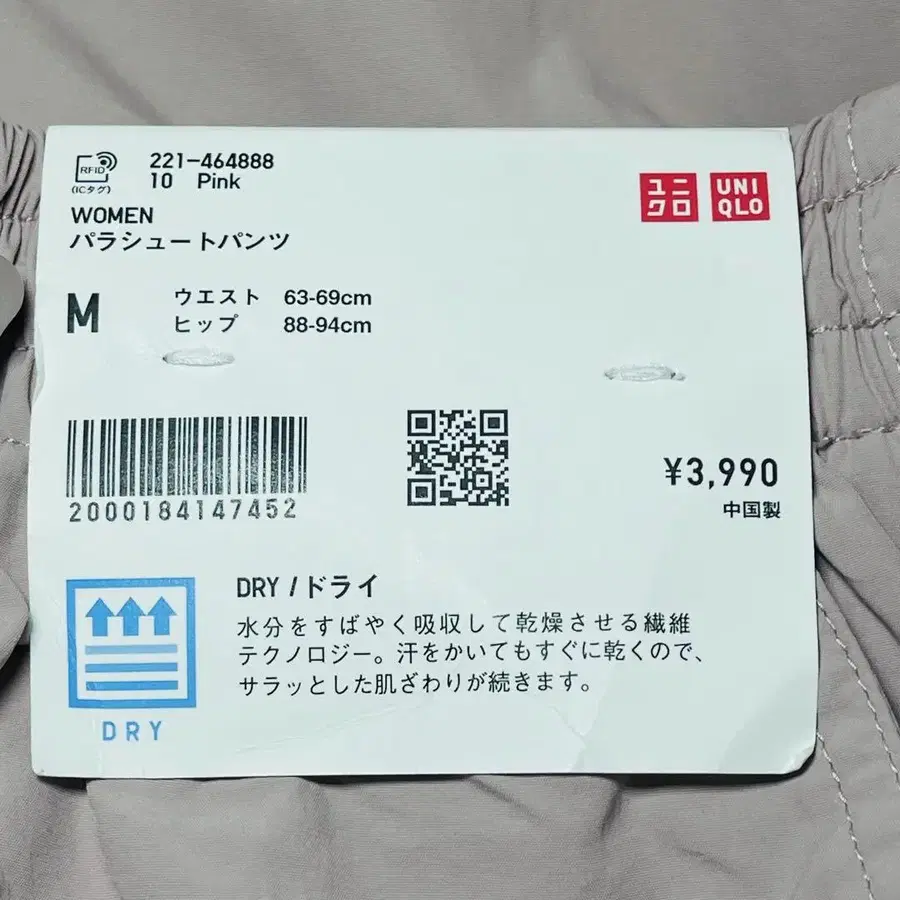 RFID
(ICタグ)
221-464888
10 Pink
WOMEN
パラシュートパンツ
ユニ
クロ
UNI
QLO
M
ウエスト 63-69cm
ヒップ 88-94cm
2000184147452
¥3,990
中国製
DRY
DRY / ドライ
水分をすばやく吸収して乾燥させる繊維
テクノロジー。汗をかいてもすぐに乾くので、
サラッとした肌ざわりが続きます。